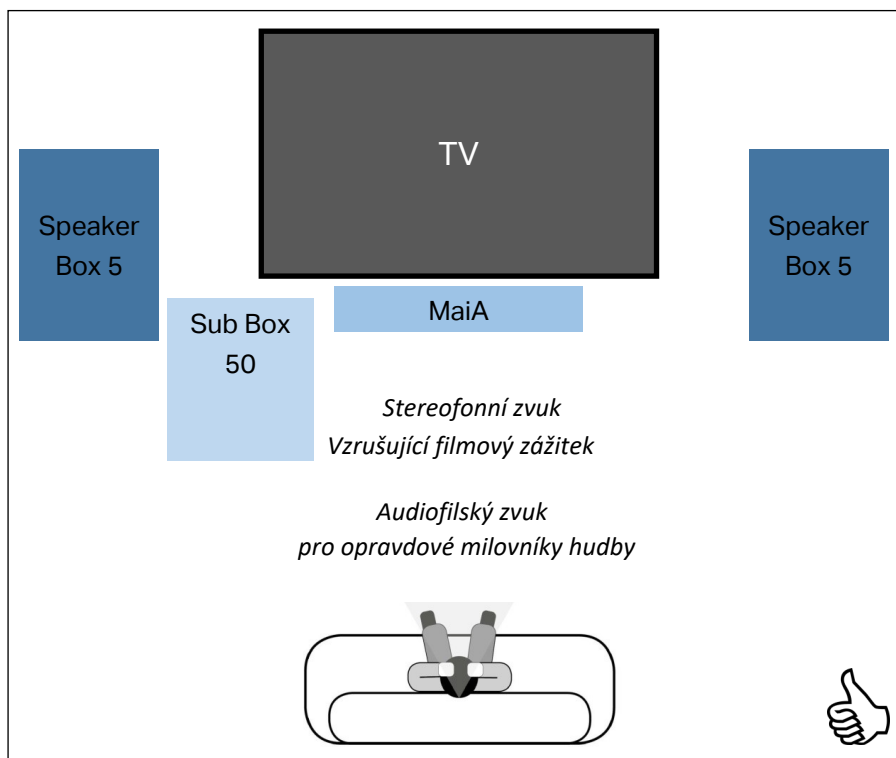 TV
Speaker
Box 5
Speaker
Box 5
MaiA
Sub Box
50
Stereofonní zvuk
Vzrušující filmový zážitek
Audiofilský zvuk
pro opravdové milovníky hudby